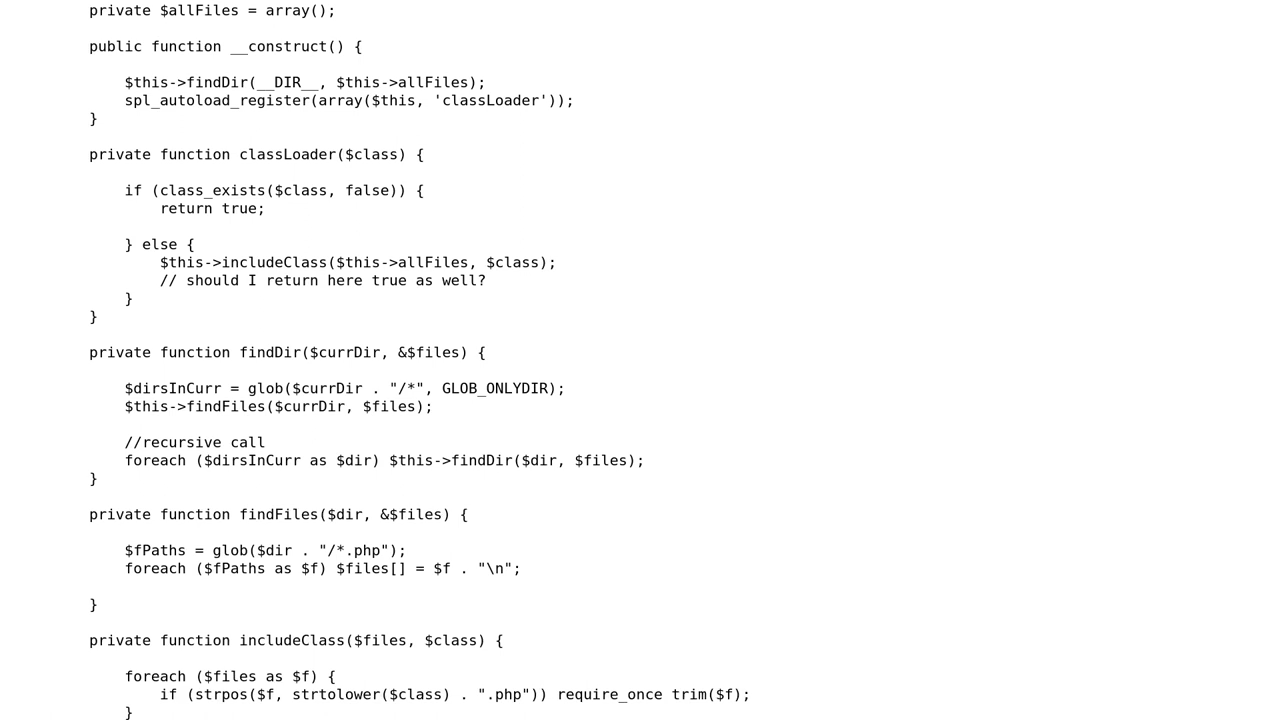 private $allFiles = array();
public function __construct() {
$this->findDir(__DIR__, $this->allFiles);
spl_autoload_register(array($this, 'classLoader'));
}
private function classLoader($class) {
if (class_exists($class, false)) {
return true;
} else {
$this->includeClass($this->allFiles, $class);
// should I return here true as well?
}
}
private function findDir($currDir, &$files) {
$dirsInCurr = glob($currDir . "/*", GLOB_ONLYDIR);
$this->findFiles($currDir, $files);
//recursive call
foreach ($dirsInCurr as $dir) $this->findDir($dir, $files);
}
private function findFiles($dir, &$files) {
$fPaths = glob($dir . "/*.php");
foreach ($fPaths as $f) $files[] = $f . "\n";
}
private function includeClass($files, $class) {
foreach ($files as $f) {
if (strpos($f, strtolower($class) . ".php")) require_once trim($f);
}